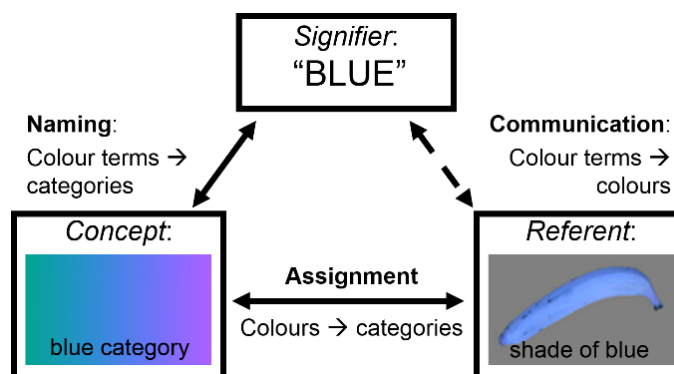 Signifier:
“BLUE”
Naming:
Colour terms →
categories
Communication:
Colour terms →
colours
Concept:
blue category
Assignment
Colours → categories
Referent:
shade of blue